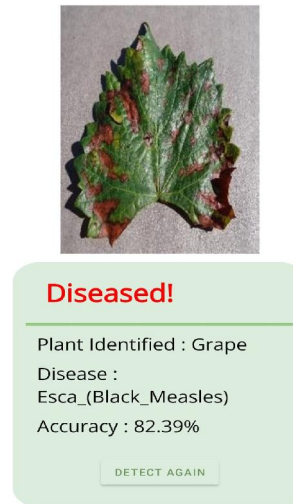 Diseased!
Plant Identified : Grape
Disease :
Esca_(Black_Measles)
Accuracy : 82.39%
DETECT AGAIN